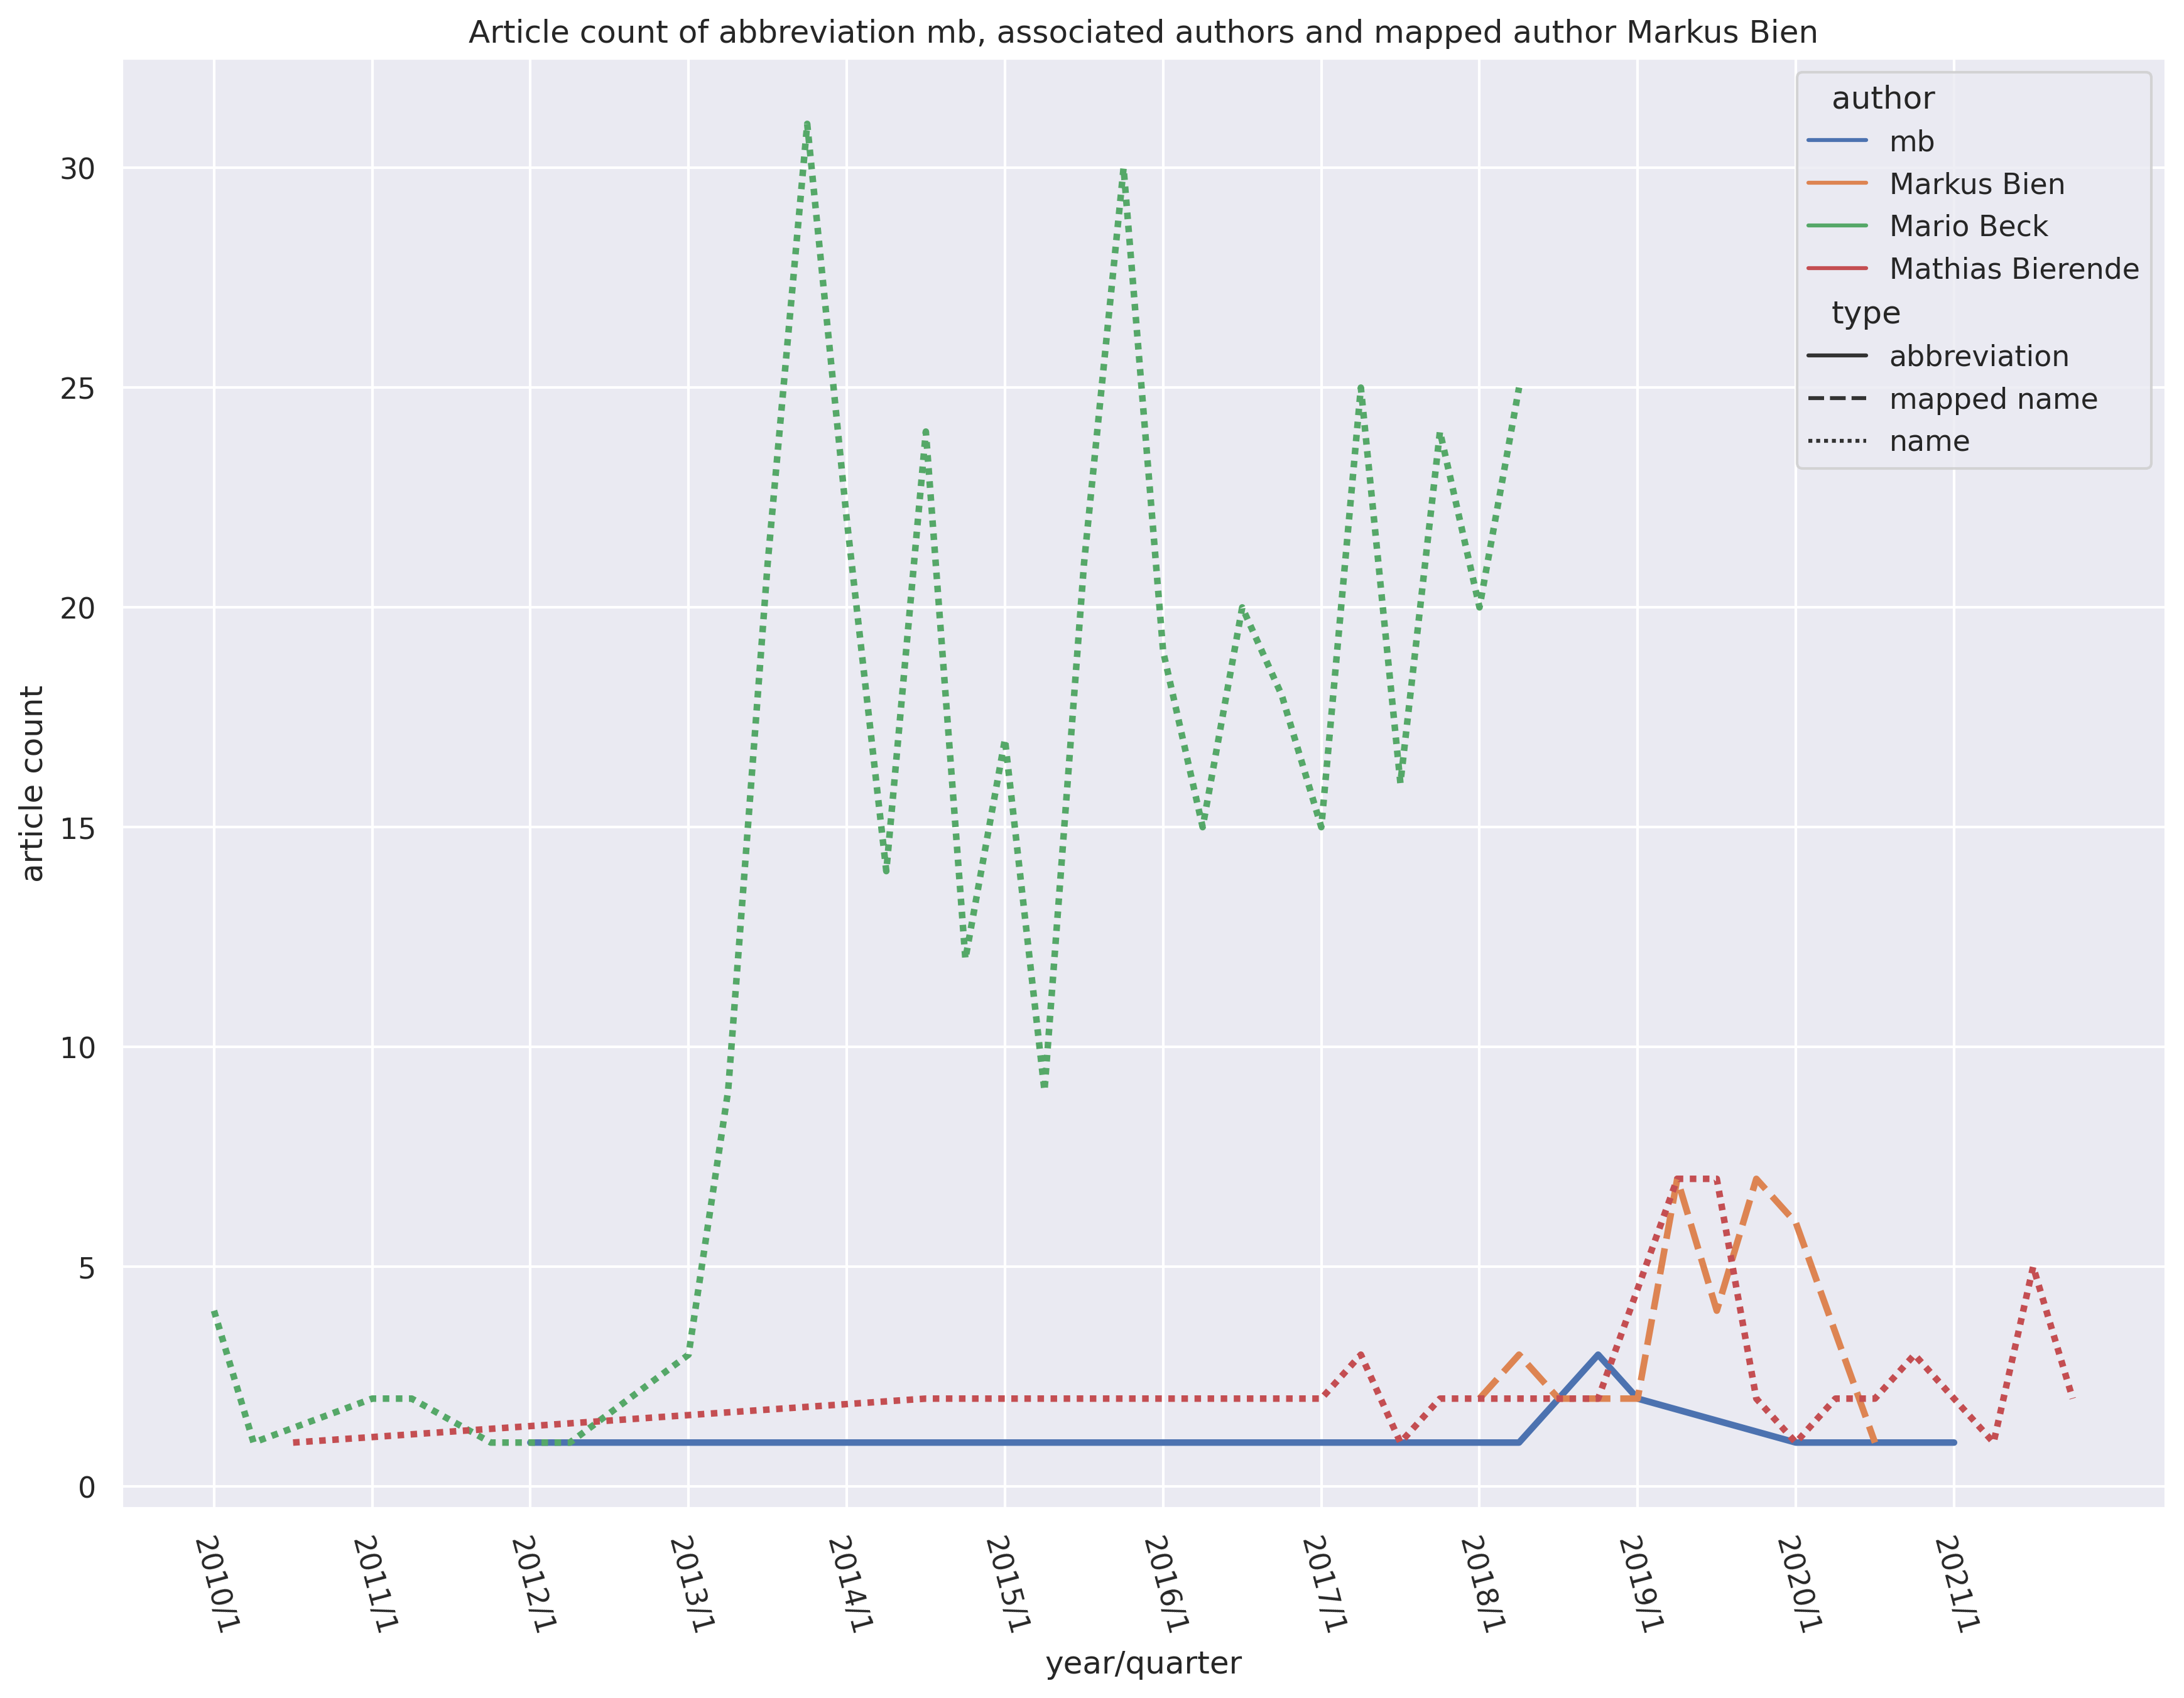 Article count of abbreviation mb, associated authors and mapped author Markus Bien
author
mb
Markus Bien
Mario Beck
Mathias Bierende
type
abbreviation
mapped name
name
article count
30
25
20
15
10
5
0
2010/1
2011/1
2012/1
2013/1
2014/1
2015/1
2016/1
2017/1
2018/1
2019/1
2020/1
2021/1
year/quarter